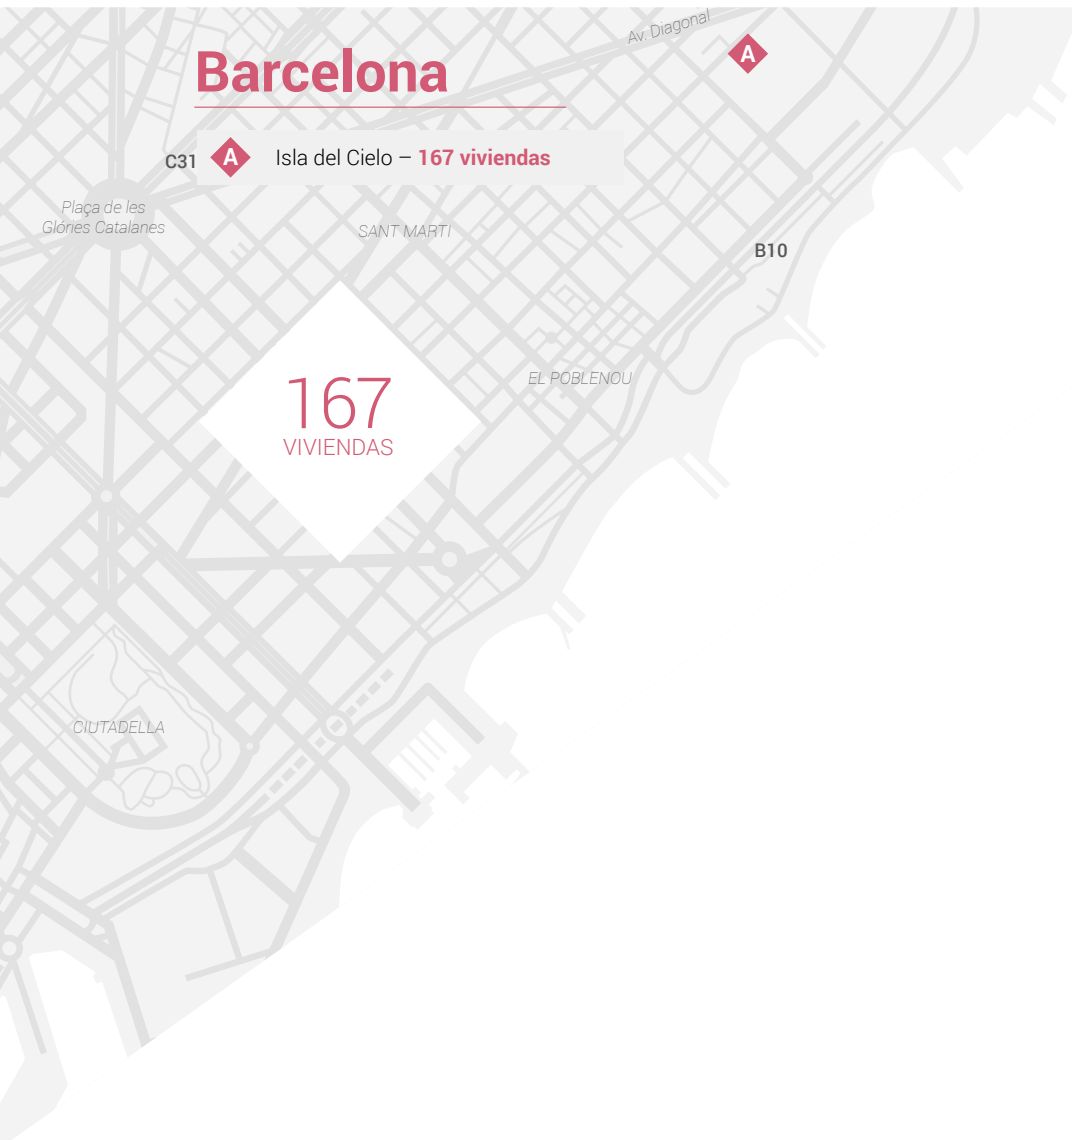 Av. Diagonal
A
Barcelona
C31
A Isla del Cielo – 167 viviendas
Plaça de les
Glóries Catalanes
SANT MARTI
B10
EL POBLENOU
167
VIVIENDAS
CIUTADELLA